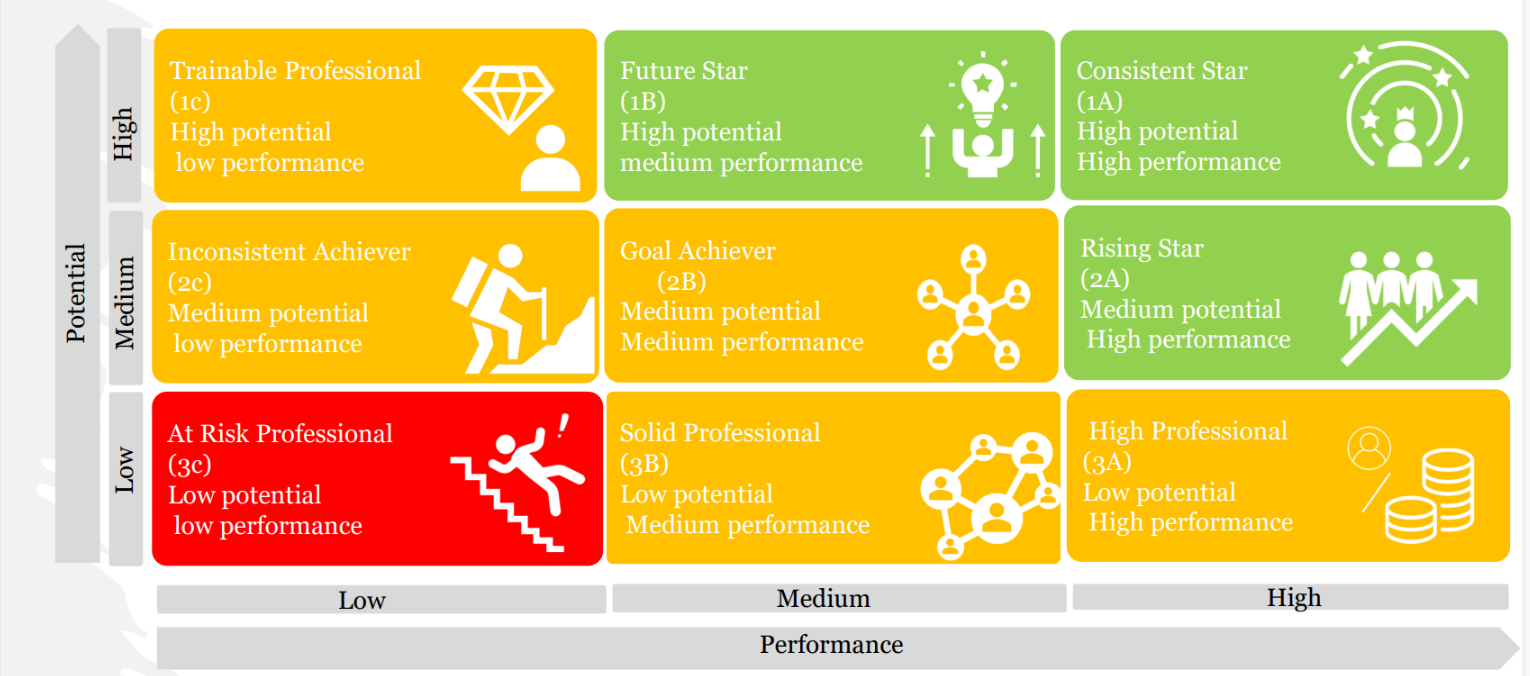 Potential
High
Trainable Professional
(1c)
High potential
low performance
Future Star
(1B)
High potential
medium performance
Consistent Star
(1A)
High potential
High performance
Medium
Inconsistent Achiever
(2c)
Medium potential
low performance
Goal Achiever
(2B)
Medium potential
Medium performance
Rising Star
(2A)
Medium potential
High performance
Low
At Risk Professional
(3c)
Low potential
low performance
Solid Professional
(3B)
Low potential
Medium performance
High Professional
(3A)
Low potential
High performance
Low
Medium
High
Performance